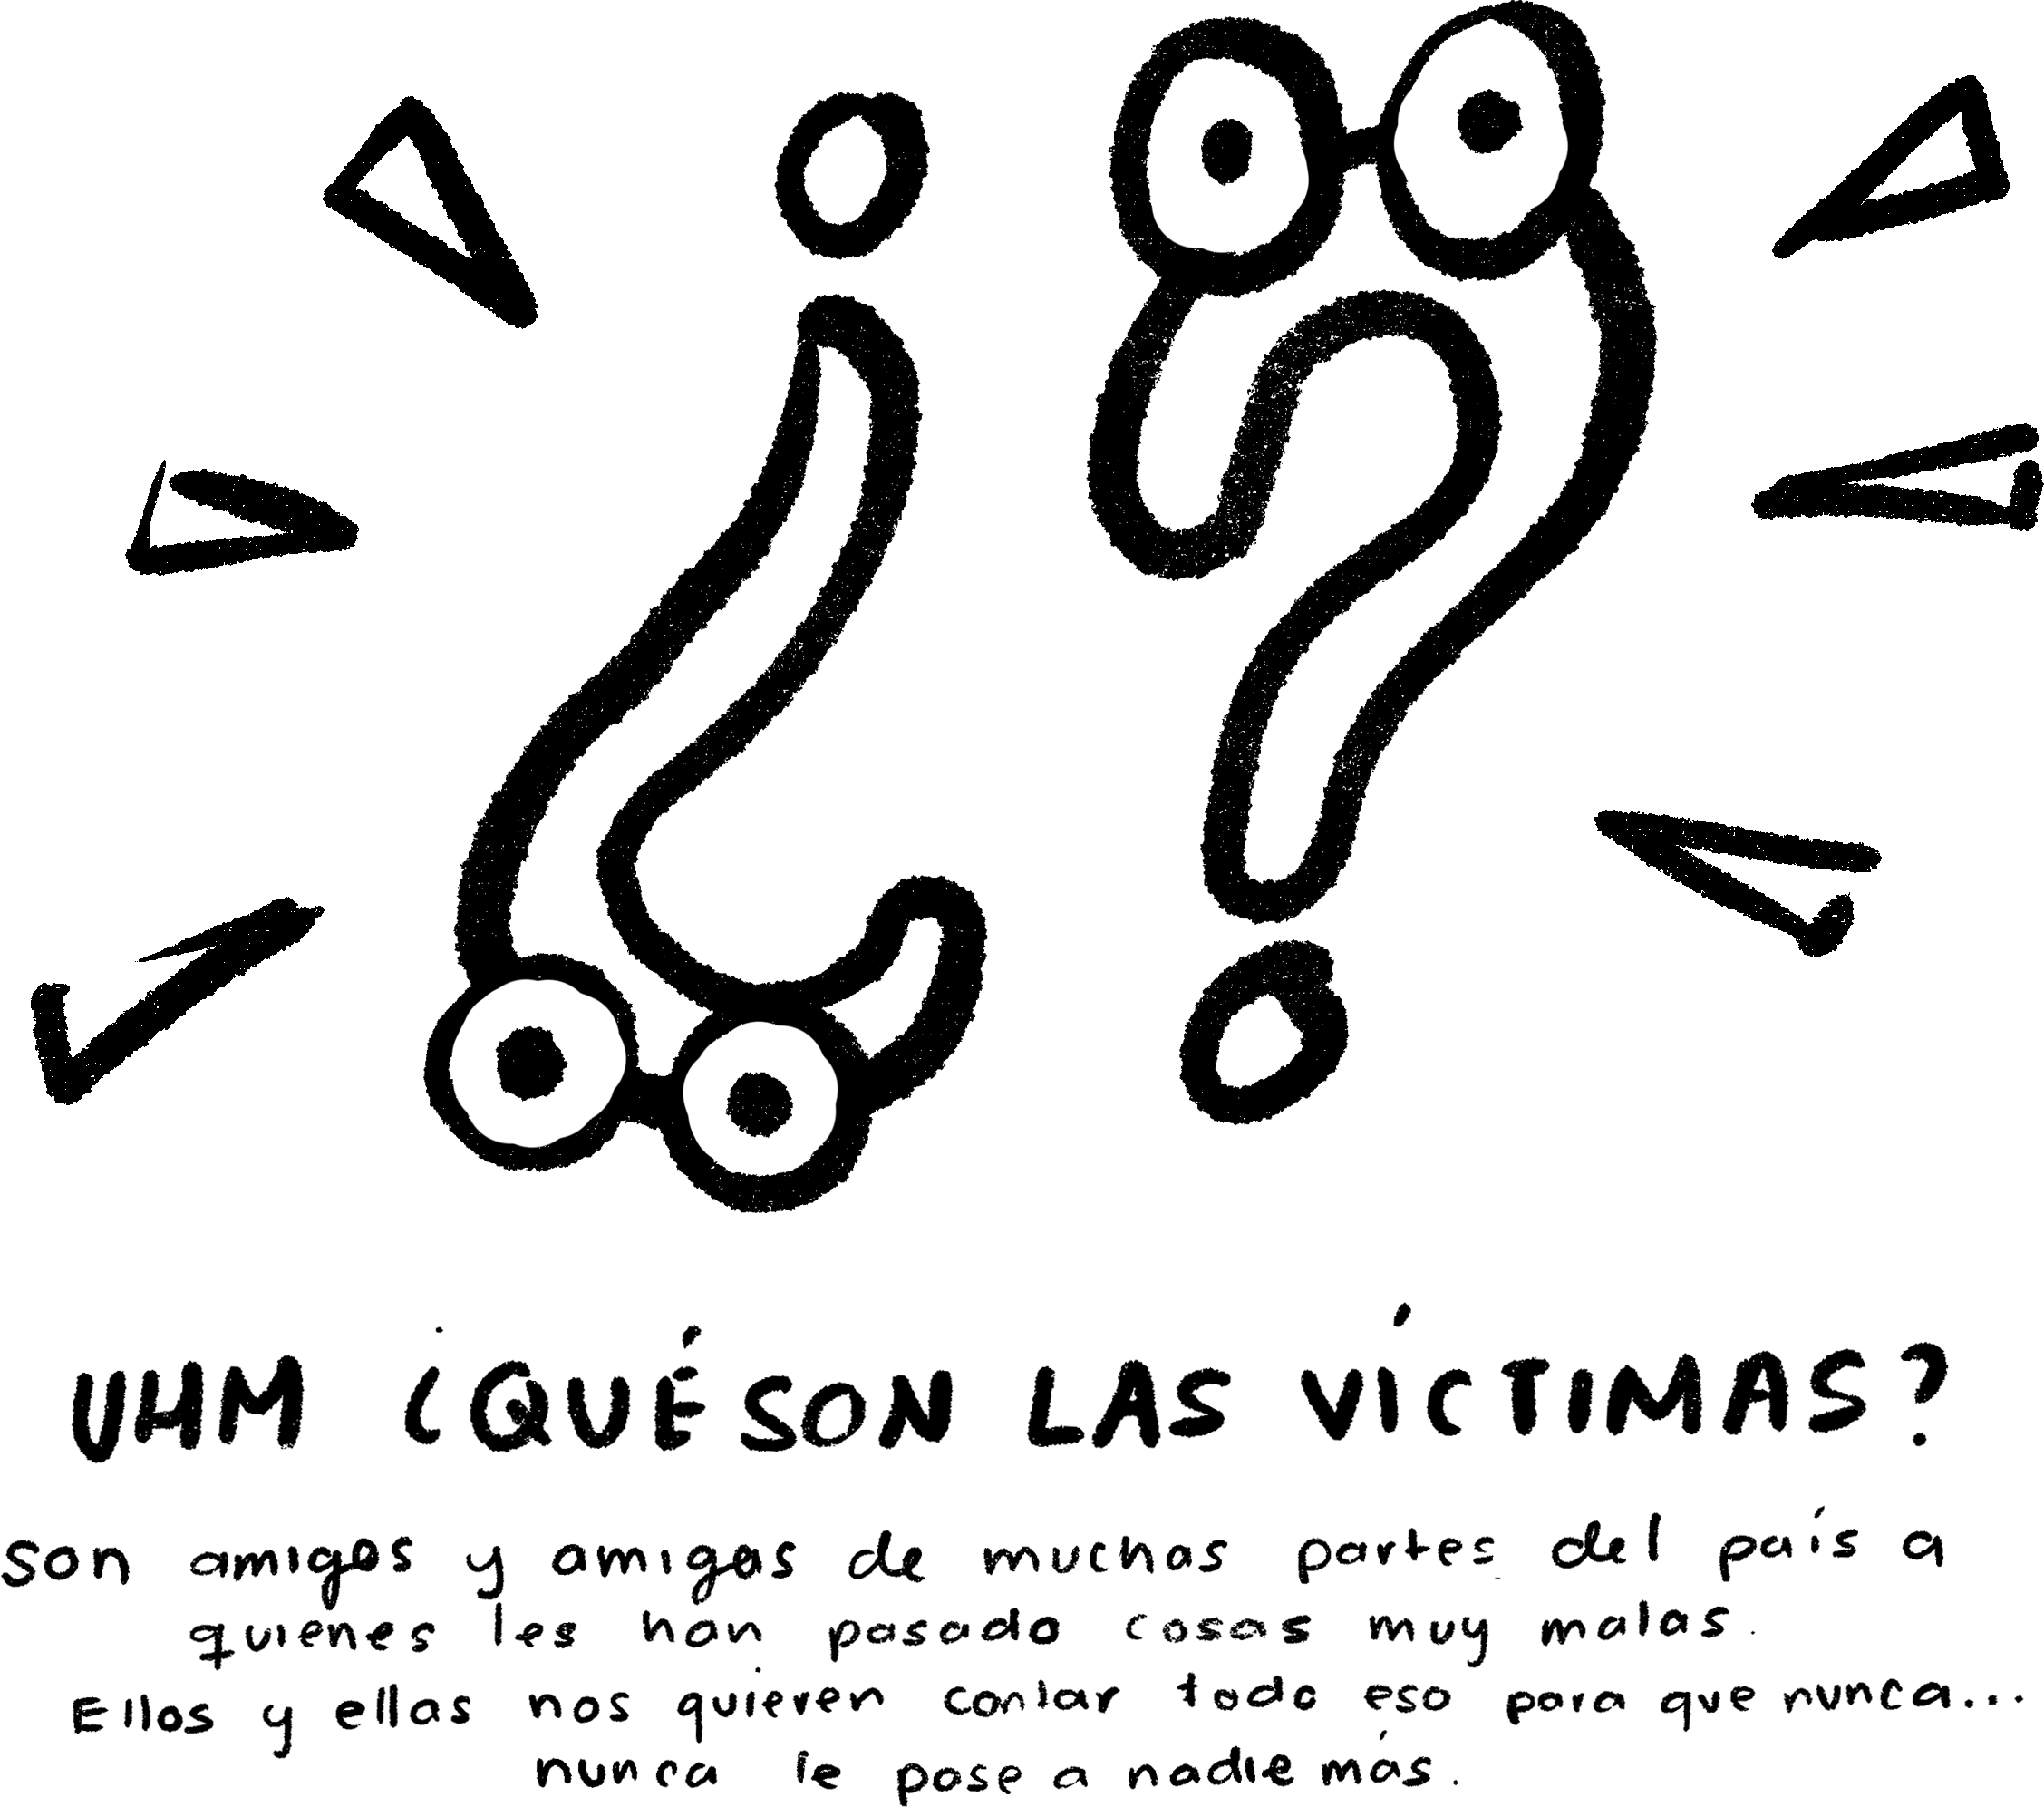 ¿?
UHM ¿QUÉ SON LAS VÍCTIMAS?
Son amigos y amigas de muchas partes del país a
quienes les han pasado cosas muy malas.
Ellos y ellas nos quieren contar todo eso para que nunca...
nunca le pase a nadie más.